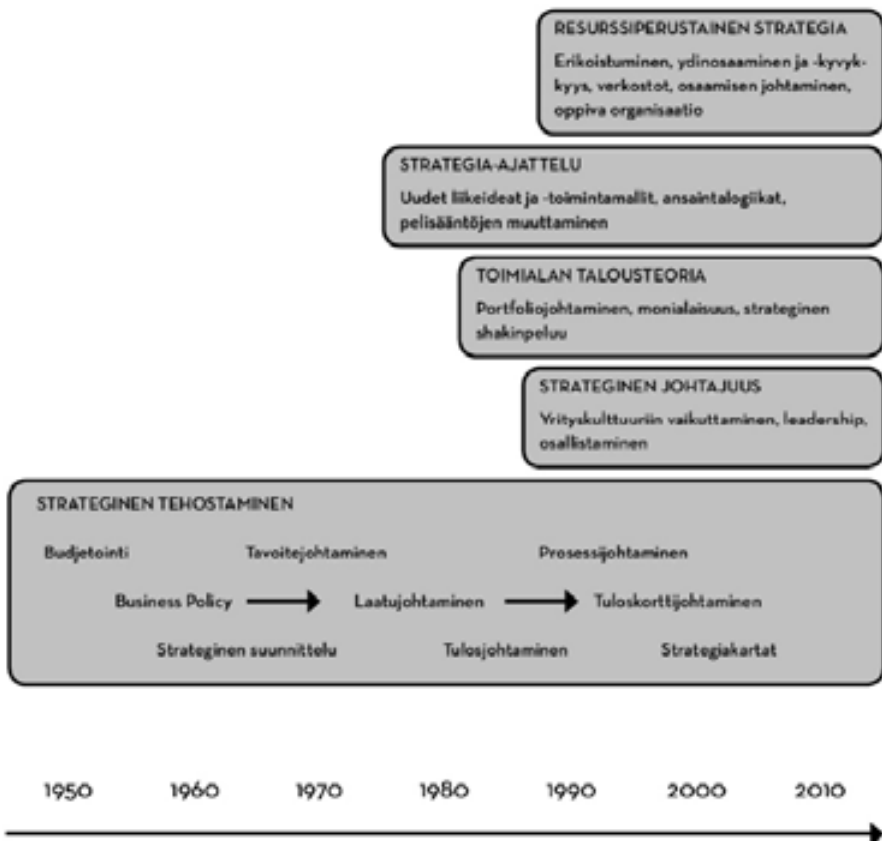 RESURSSIPERUSTAINEN STRATEGIA
Erikoistuminen, ydinosaaminen ja -kyvyk-
kyys, verkostot, osaamisen johtaminen,
oppiva organisaatio
STRATEGIA-AJATTELU
Uudet liikeideat ja -toimintamallit, ansaintalogiikat,
pelisääntöjen muuttaminen
TOIMIALAN TALOUSTEORIA
Portfoliojohtaminen, monialaisuus, strateginen
shakinpeluu
STRATEGINEN JOHTAJUUS
Yrityskulttuuriin vaikuttaminen, leadership,
osallistaminen
STRATEGINEN TEHOSTAMINEN
Budjetointi Tavoitejohtaminen Prosessijohtaminen
Business Policy Laatujohtaminen Tuloskorttijohtaminen
Strateginen suunnittelu Tulosjohtaminen Strategiakartat
1950 1960 1970 1980 1990 2000 2010